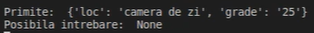 Primite:  {'loc': 'camera de zi', 'grade': '25'}
Posibila intrebare:  None